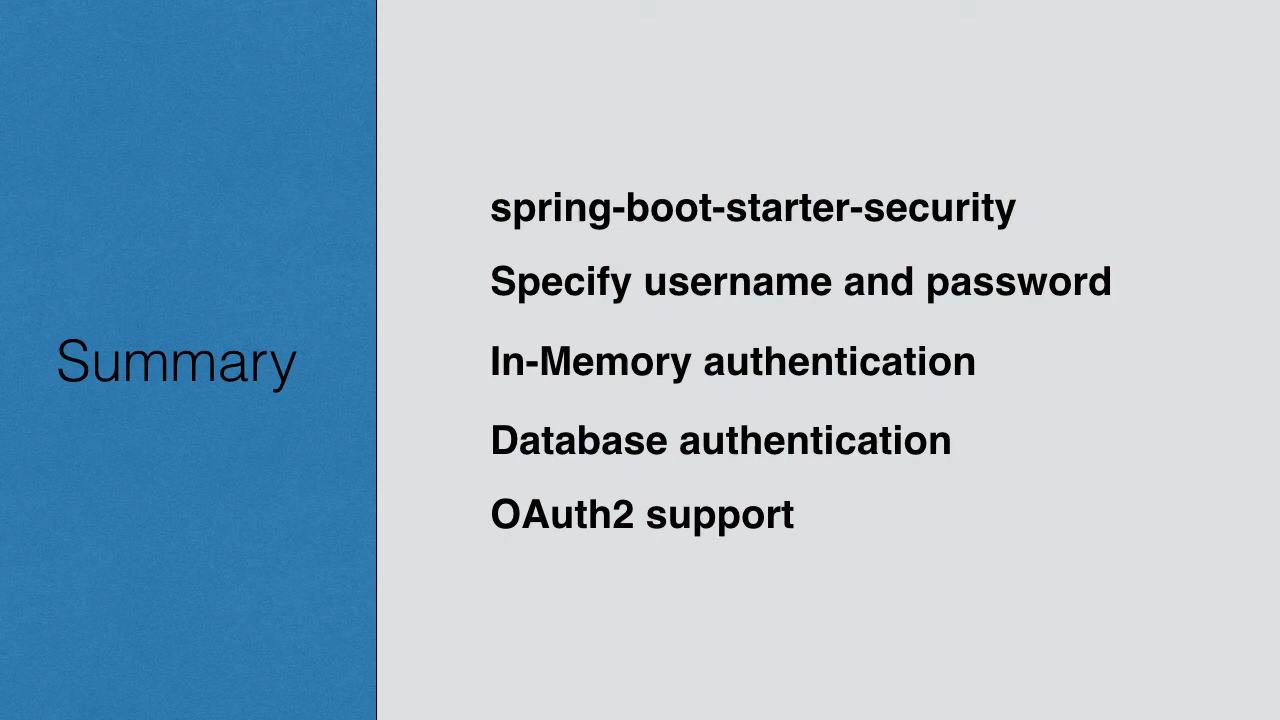 Summary
spring-boot-starter-security
Specify username and password
In-Memory authentication
Database authentication
OAuth2 support